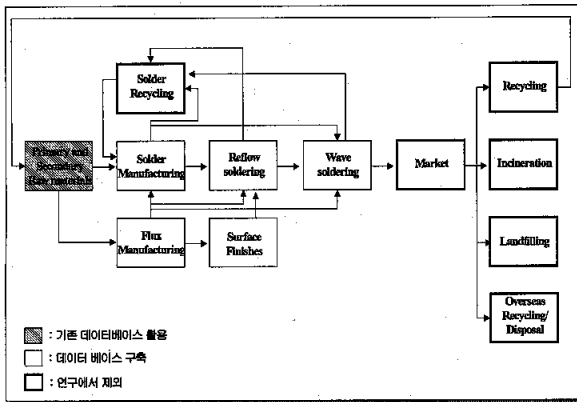 Solder
Recycling
Recycling
Primary and
Secondary
Raw materials
Solder
Manufacturing
Reflow
soldering
Wave
soldering
Market
Incineration
Flux
Manufacturing
Surface
Finishes
Landfilling
Overseas
Recycling/
Disposal
: 기존 데이터베이스 활용
: 데이터 베이스 구축
: 연구에서 제외